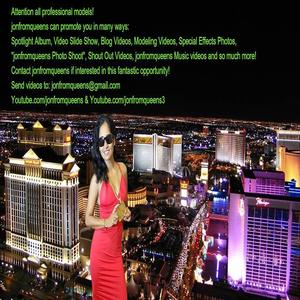 Attention all professional models!
jonfromqueens can promote you in many ways:
Spotlight Album, Video Slide Show, Blog Videos, Modeling Videos, Special Effects Photos,
"jonfromqueens Photo Shoot", Shout Out Videos, jonfromqueens Music videos and so much more!
Contact jonfromqueens if interested in this fantastic opportunity!
Send videos to: jonfromqueens@gmail.com
Youtube.com/jonfromqueens & Youtube.com/jonfromqueens3